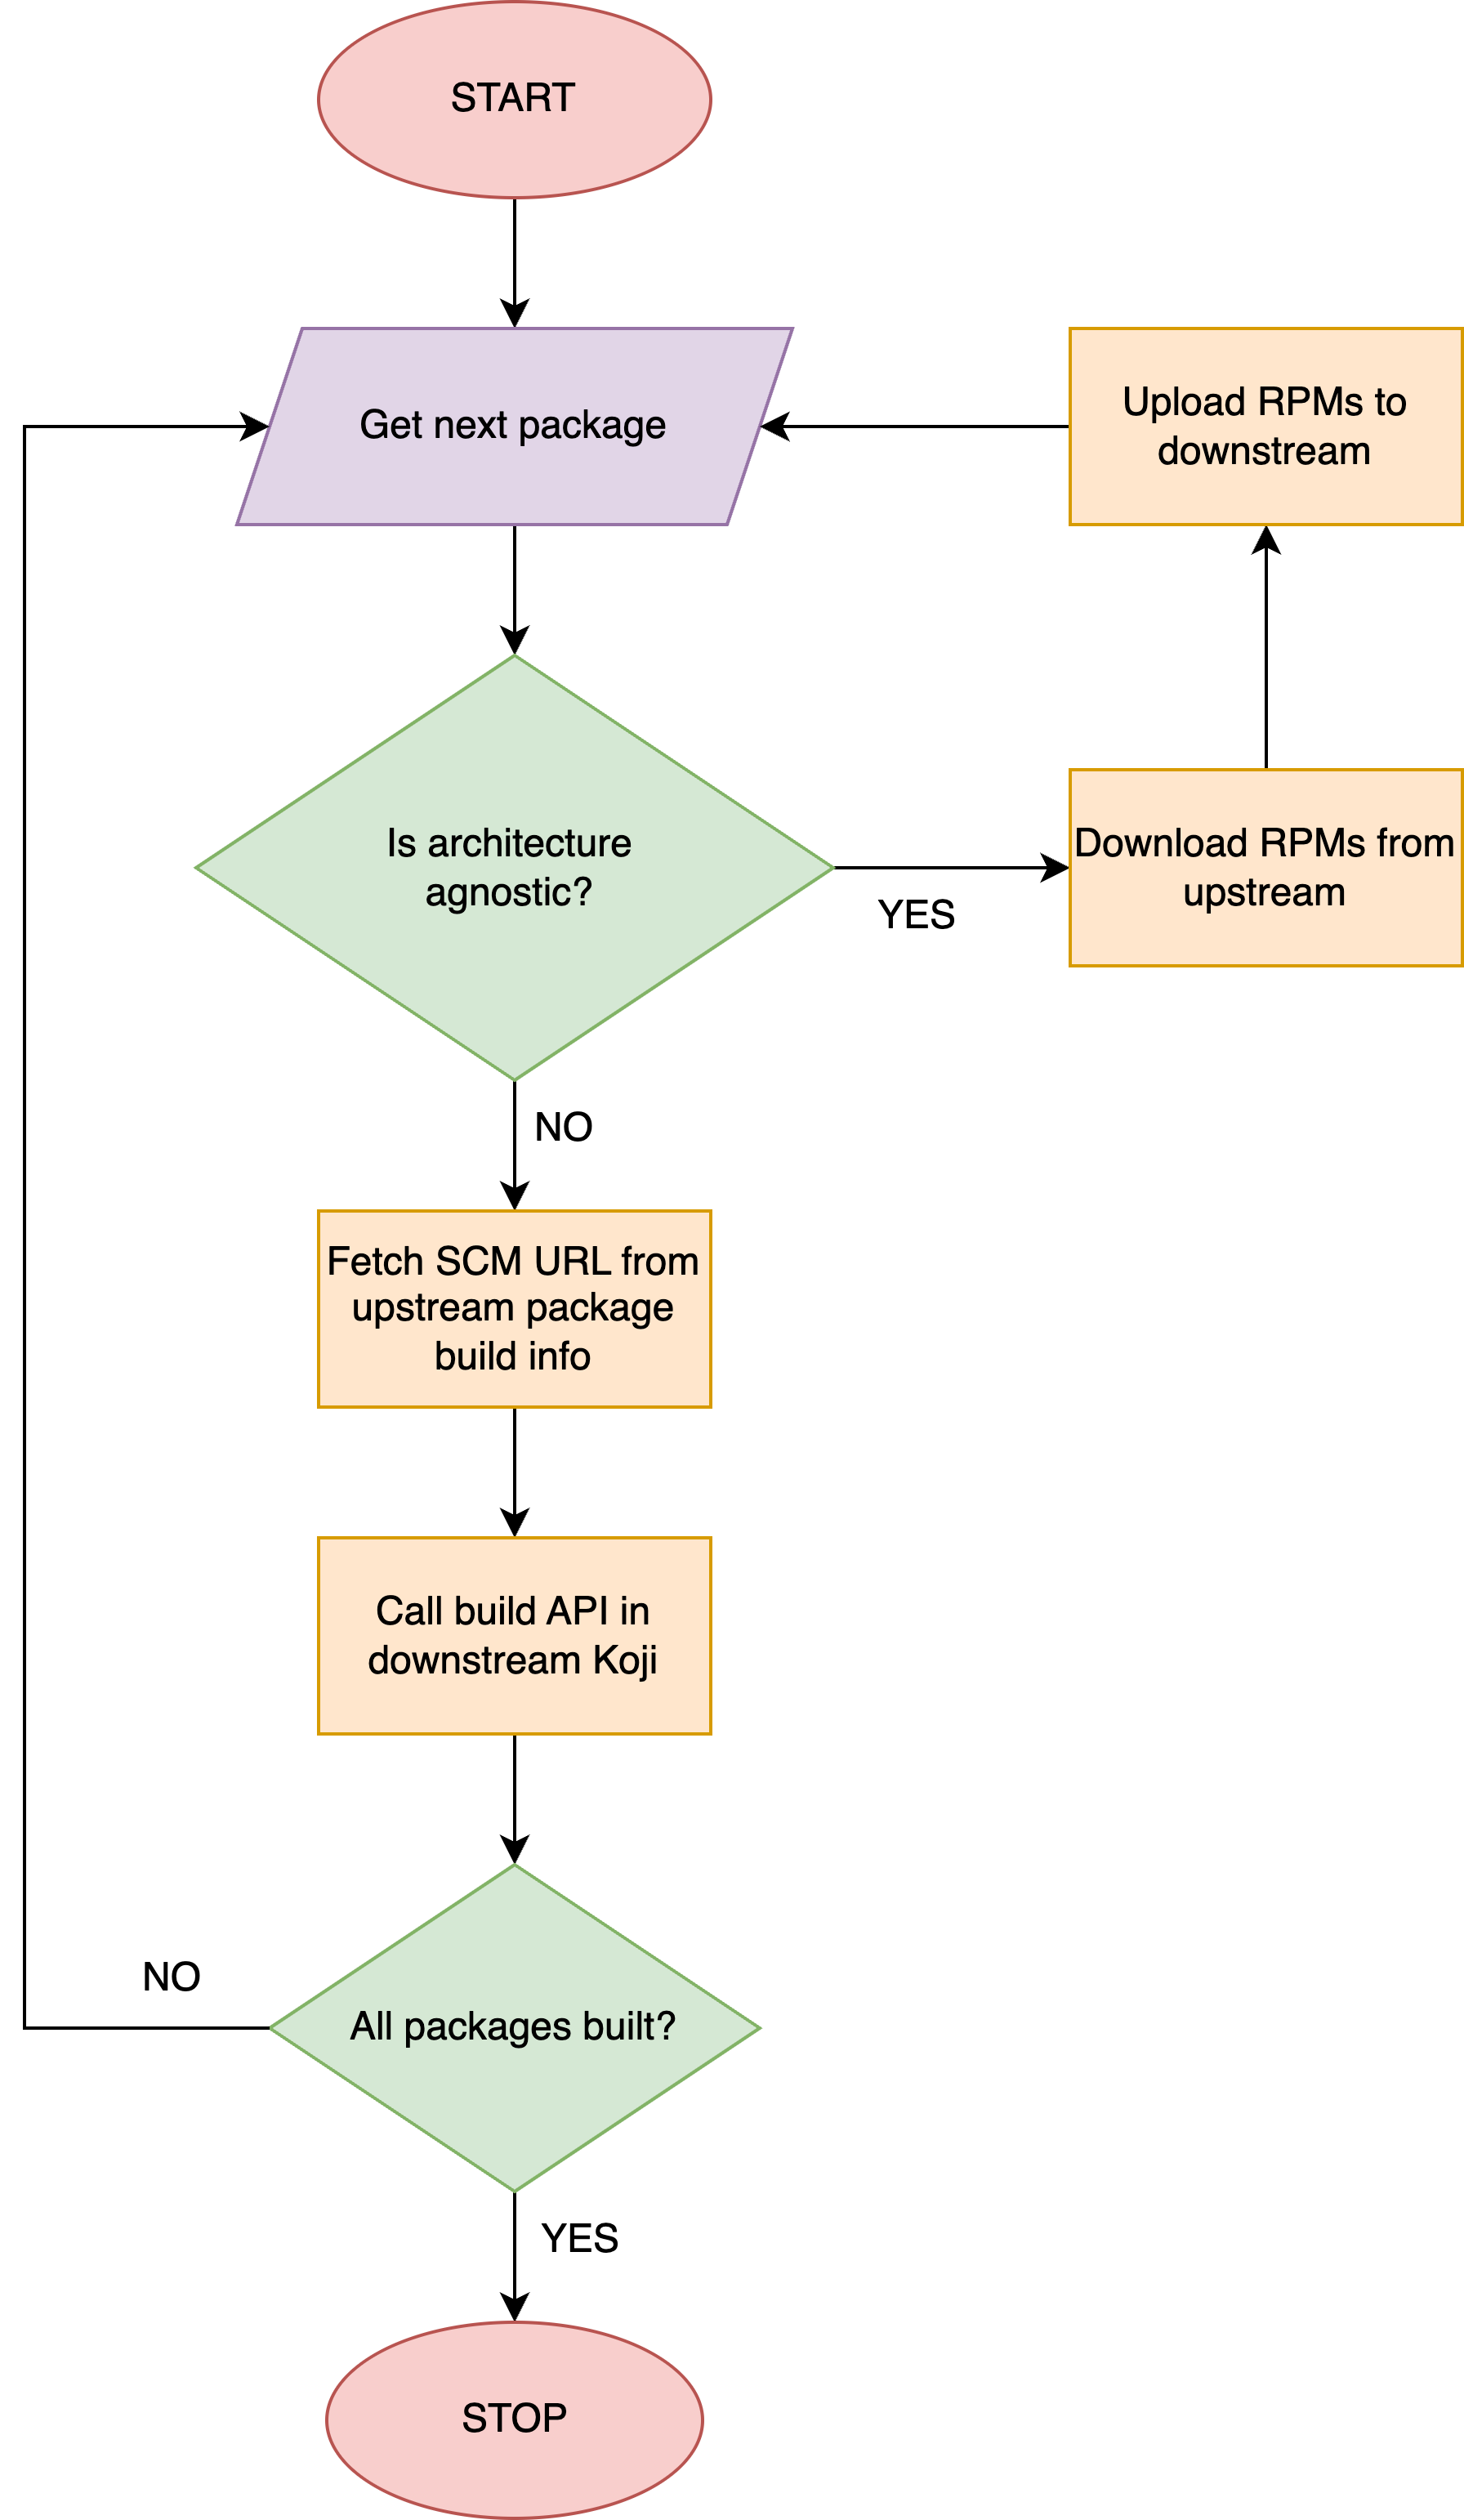 START
Get next package
Upload RPMs to
downstream
Is architecture
agnostic?
YES
Download RPMs from
upstream
NO
Fetch SCM URL from
upstream package
build info
Call build API in
downstream Koji
NO
All packages built?
YES
STOP